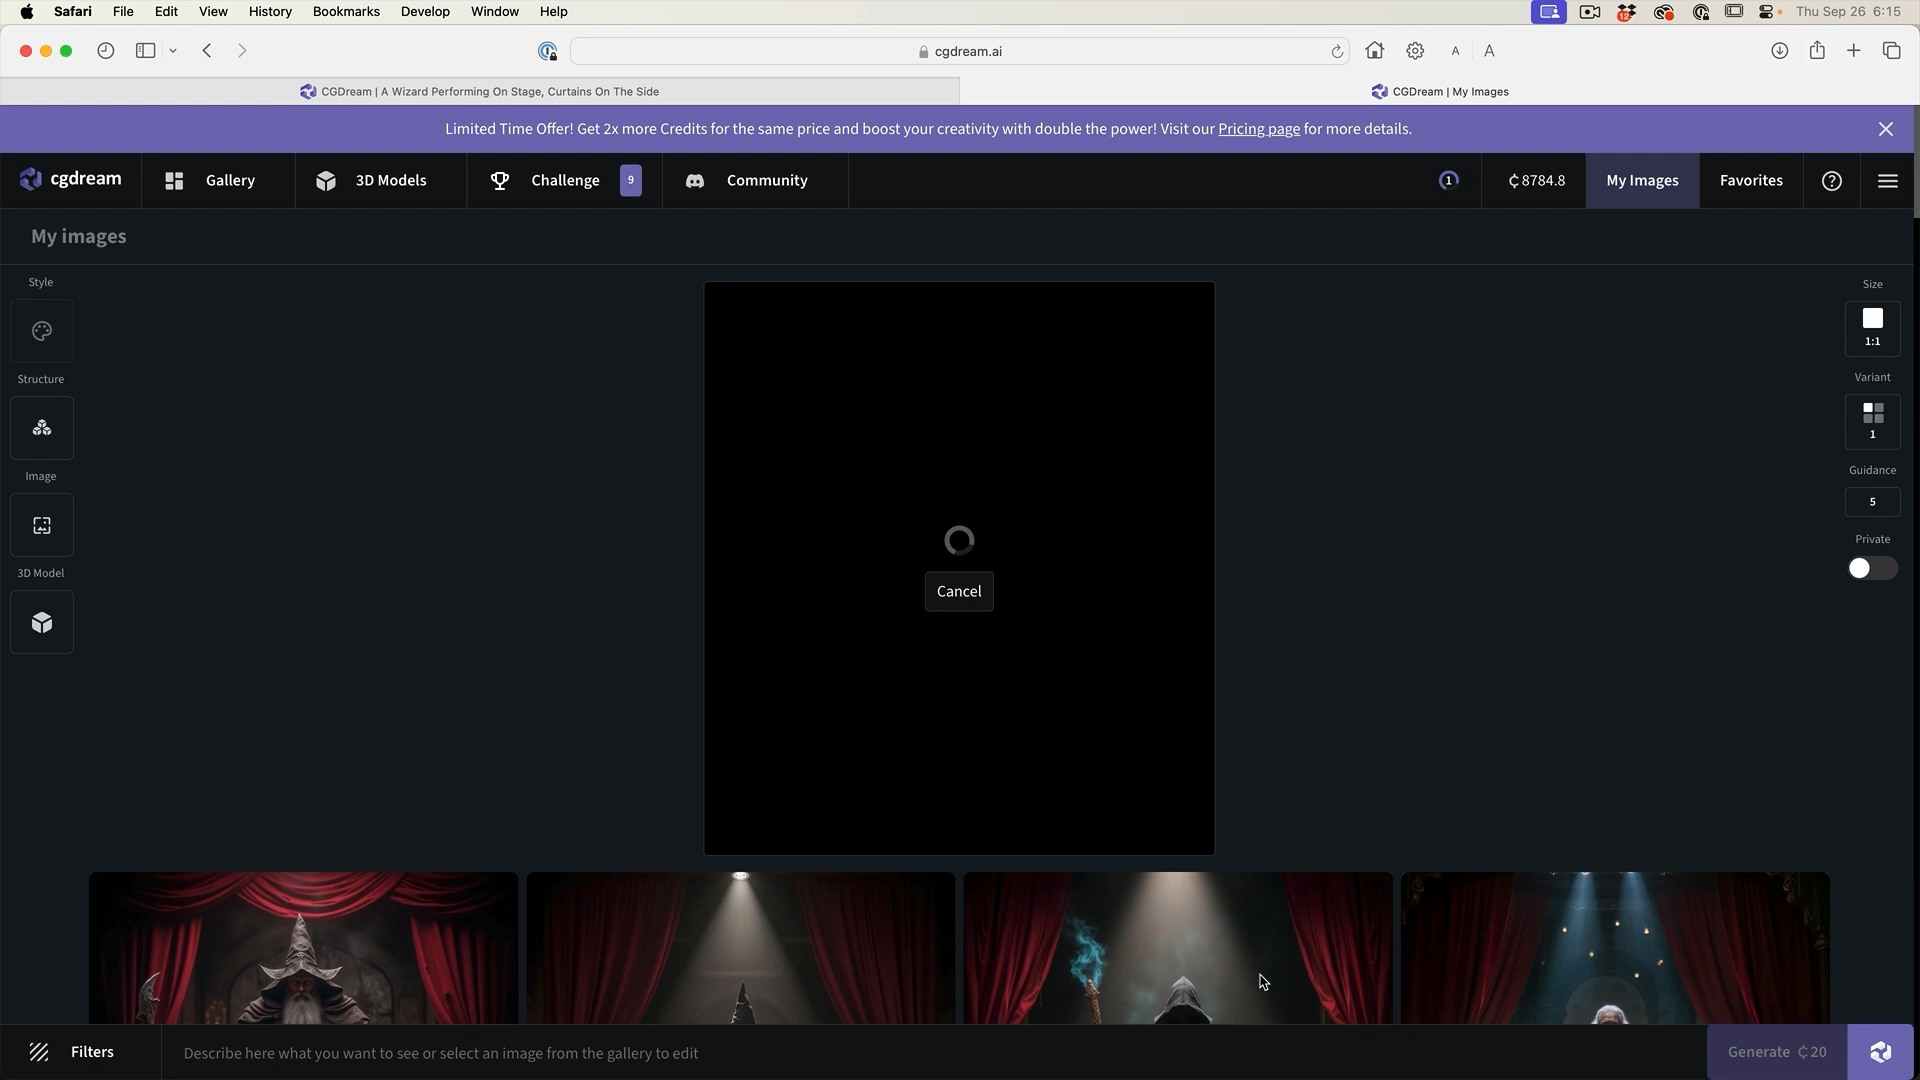 Safari File Edit View History Bookmarks Develop Window Help
12
Thu Sep 26 6:15
cgdream.ai
A A
CGDream | A Wizard Performing On Stage, Curtains On The Side
CGDream | My Images
Limited Time Offer! Get 2x more Credits for the same price and boost your creativity with double the power! Visit our Pricing page for more details.
cgdream
Gallery
3D Models
Challenge 9
Community
1
₵ 8784.8
My Images
Favorites
My images
Style
Structure
Image
3D Model
Size
1:1
Variant
1
Guidance
5
Private
Cancel
Filters
Describe here what you want to see or select an image from the gallery to edit
Generate ₵ 20